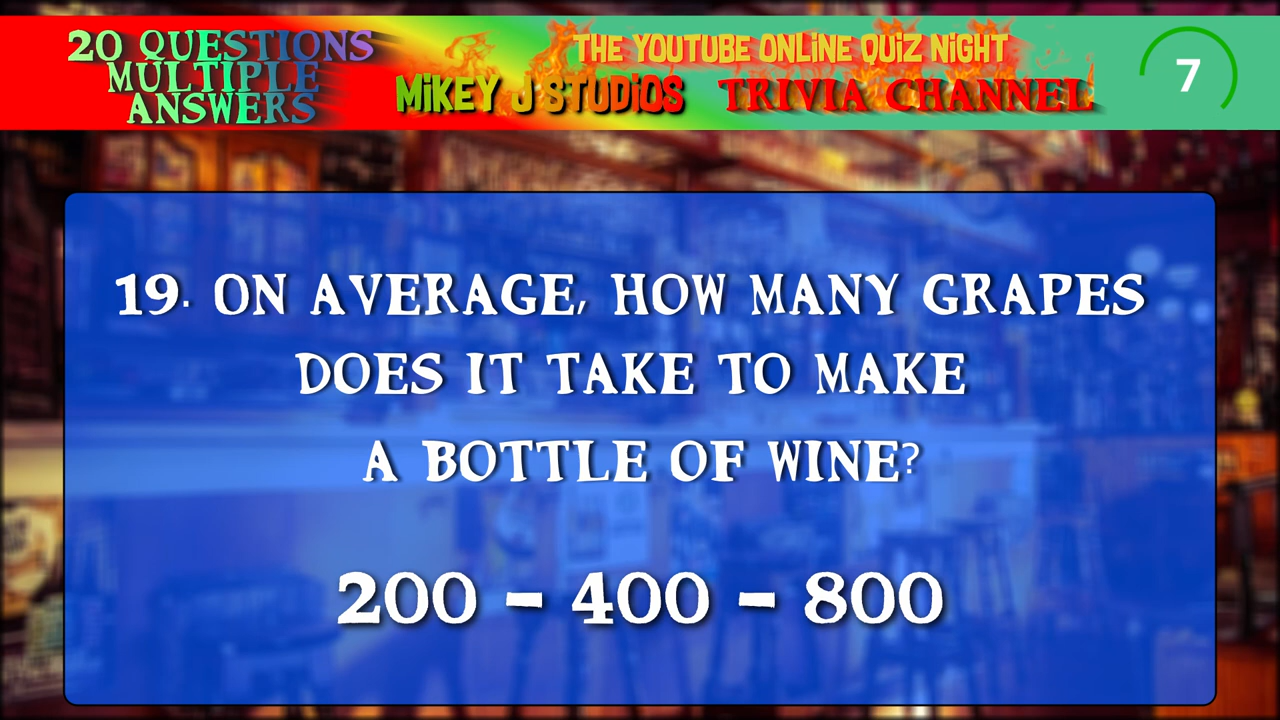 20 QUESTIONS
MULTIPLE
ANSWERS
THE YOUTUBE ONLINE QUIZ NIGHT
MIKEY J STUDIOS TRIVIA CHANNEL
7
19. ON AVERAGE, HOW MANY GRAPES
DOES IT TAKE TO MAKE
A BOTTLE OF WINE?
200 - 400 - 800